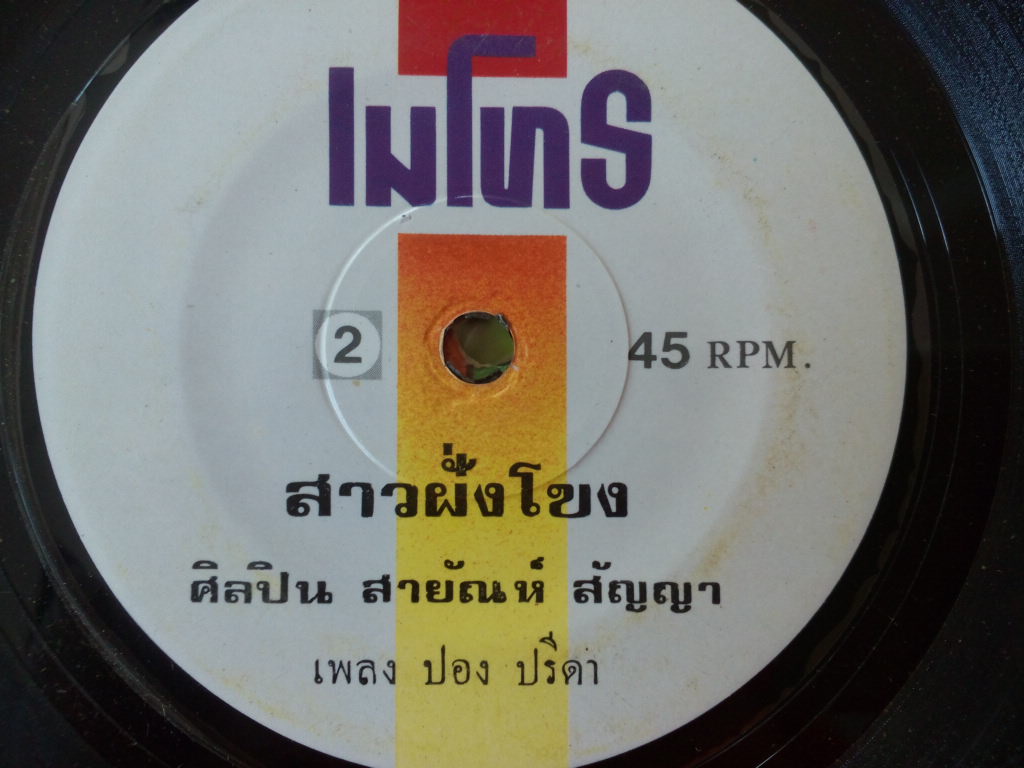 เมโทร
2 45 RPM.
สาวฝั่งโขง
ศิลปิน สายัณห์ สัญญา
เพลง ปอง ปรีดา